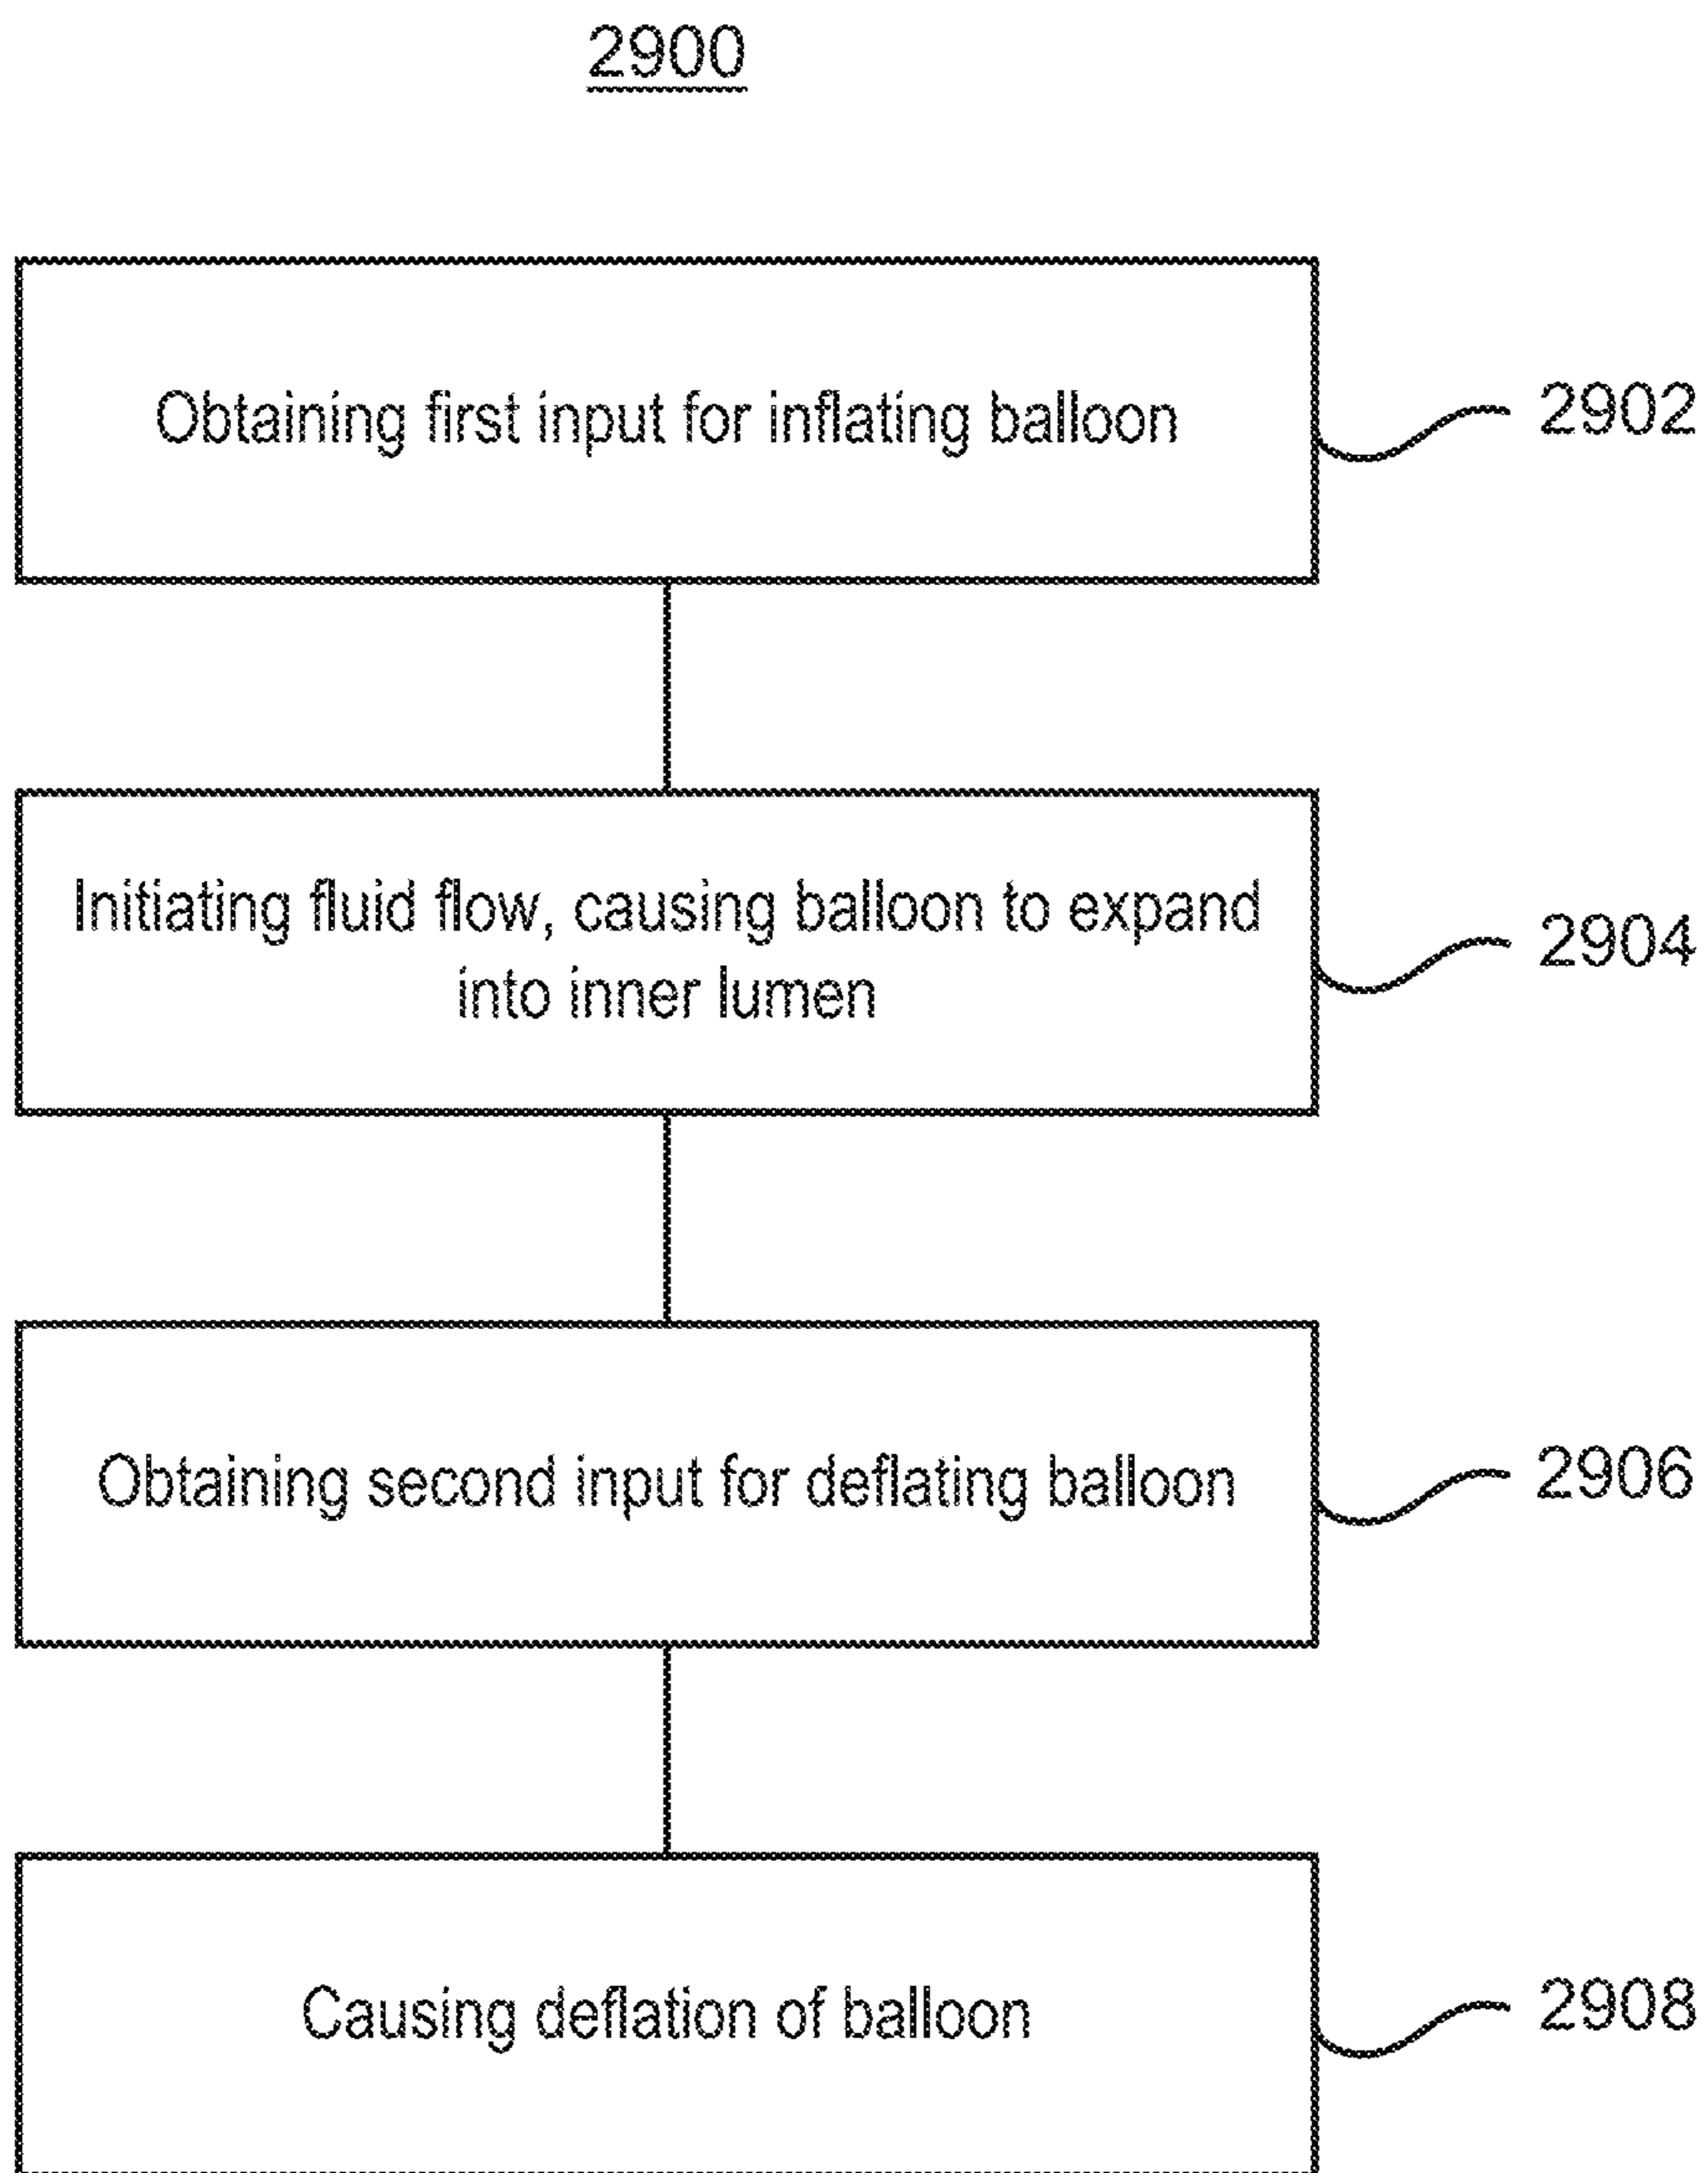 2900
Obtaining first input for inflating balloon
2902
Initiating fluid flow, causing balloon to expand
into inner lumen
2904
Obtaining second input for deflating balloon
2906
Causing deflation of balloon
2908